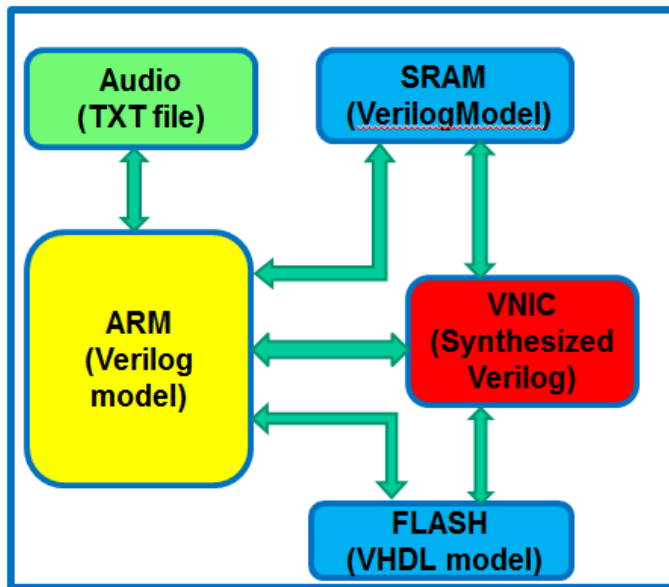 Audio
(TXT file)
SRAM
(VerilogModel)
ARM
(Verilog
model)
VNIC
(Synthesized
Verilog)
FLASH
(VHDL model)